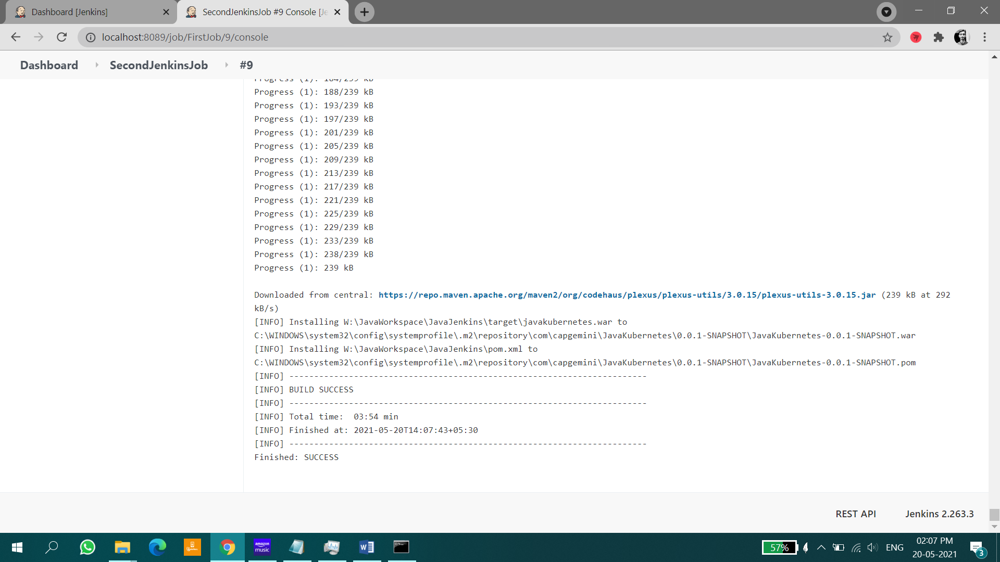 Dashboard [Jenkins]
SecondJenkinsJob #9 Console [Je
localhost:8089/job/FirstJob/9/console
Dashboard
SecondJenkinsJob
#9
Progress (1): 184/239 kB
Progress (1): 188/239 kB
Progress (1): 193/239 kB
Progress (1): 197/239 kB
Progress (1): 201/239 kB
Progress (1): 205/239 kB
Progress (1): 209/239 kB
Progress (1): 213/239 kB
Progress (1): 217/239 kB
Progress (1): 221/239 kB
Progress (1): 225/239 kB
Progress (1): 229/239 kB
Progress (1): 233/239 kB
Progress (1): 238/239 kB
Progress (1): 239 kB
Downloaded from central: https://repo.maven.apache.org/maven2/org/codehaus/plexus/plexus-utils/3.0.15/plexus-utils-3.0.15.jar (239 kB at 292
kB/s)
[INFO] Installing W:\JavaWorkspace\JavaJenkins\target\javakubernetes.war to
C:\WINDOWS\system32\config\systemprofile\.m2\repository\com\capgemini\JavaKubernetes\0.0.1-SNAPSHOT\JavaKubernetes-0.0.1-SNAPSHOT.war
[INFO] Installing W:\JavaWorkspace\JavaJenkins\pom.xml to
C:\WINDOWS\system32\config\systemprofile\.m2\repository\com\capgemini\JavaKubernetes\0.0.1-SNAPSHOT\JavaKubernetes-0.0.1-SNAPSHOT.pom
[INFO] ------------------------------------------------------------------------
[INFO] BUILD SUCCESS
[INFO] ------------------------------------------------------------------------
[INFO] Total time:  03:54 min
[INFO] Finished at: 2021-05-20T14:07:43+05:30
[INFO] ------------------------------------------------------------------------
Finished: SUCCESS
REST API
Jenkins 2.263.3
amazon
music
57%
ENG
02:07 PM
20-05-2021
3